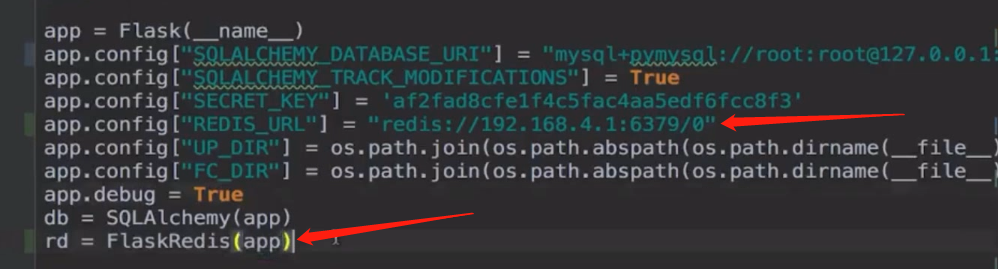 app = Flask(__name__)
app.config["SQLALCHEMY_DATABASE_URI"] = "mysql+pymysql://root:root@127.0.0.1:
app.config["SQLALCHEMY_TRACK_MODIFICATIONS"] = True
app.config["SECRET_KEY"] = 'af2fad8cfe1f4c5fac4aa5edf6fcc8f3'
app.config["REDIS_URL"] = "redis://192.168.4.1:6379/0"
app.config["UP_DIR"] = os.path.join(os.path.abspath(os.path.dirname(__file__)
app.config["FC_DIR"] = os.path.join(os.path.abspath(os.path.dirname(__file__)
app.debug = True
db = SQLAlchemy(app)
rd = FlaskRedis(app)